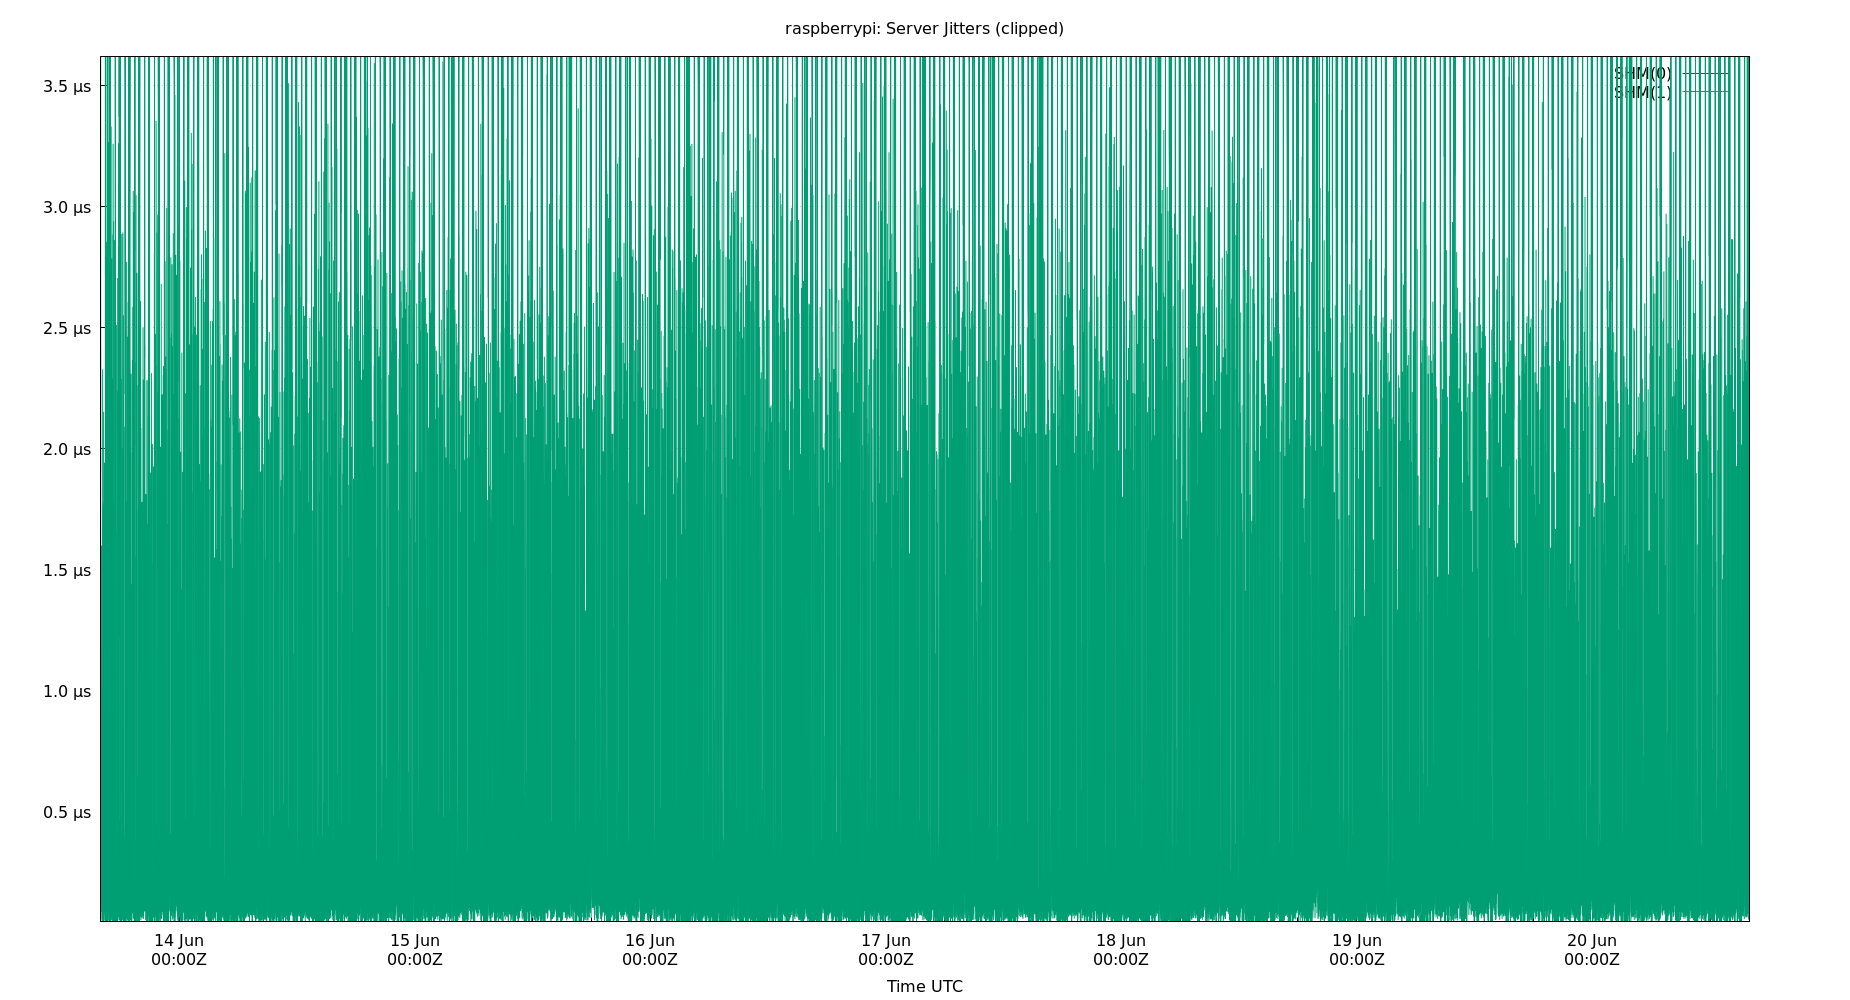 raspberrypi: Server Jitters (clipped)
SHM(0)
SHM(1)
3.5 μs
3.0 μs
2.5 μs
2.0 μs
1.5 μs
1.0 μs
0.5 μs
14 Jun
00:00Z
15 Jun
00:00Z
16 Jun
00:00Z
17 Jun
00:00Z
18 Jun
00:00Z
19 Jun
00:00Z
20 Jun
00:00Z
Time UTC